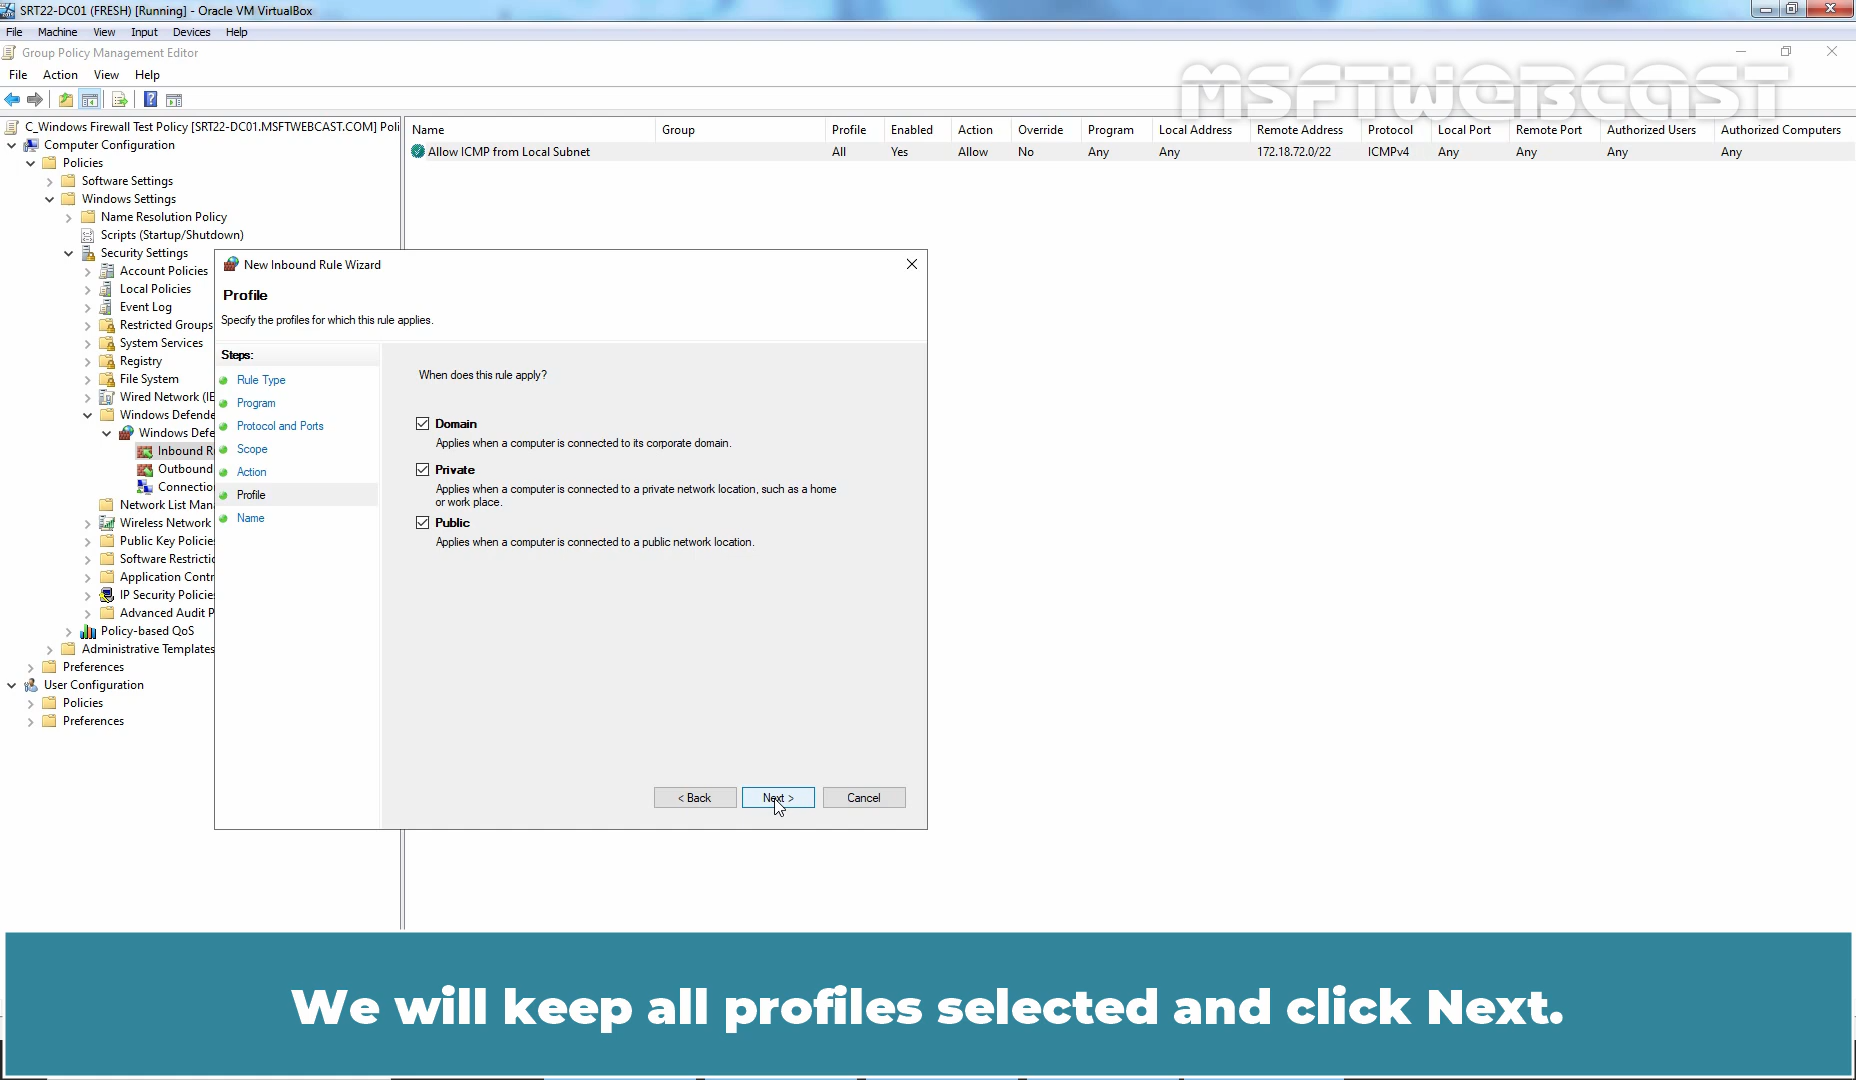 SRT22-DC01 (FRESH) [Running] - Oracle VM VirtualBox
File Machine View Input Devices Help
Group Policy Management Editor
File Action View Help
MSFTWEBCAST
C_Windows Firewall Test Policy [SRT22-DC01.MSFTWEBCAST.COM] Poli
Name Group Profile Enabled Action Override Program Local Address Remote Address Protocol Local Port Remote Port Authorized Users Authorized Computers
Allow ICMP from Local Subnet All Yes Allow No Any Any 172.18.72.0/22 ICMPv4 Any Any Any Any
Computer Configuration
Policies
Software Settings
Windows Settings
Name Resolution Policy
Scripts (Startup/Shutdown)
Security Settings
Account Policies
Local Policies
Event Log
Restricted Groups
System Services
Registry
File System
Wired Network (IE
Windows Defende
Windows Defe
Inbound R
Outbound
Connectio
Network List Mana
Wireless Network
Public Key Policie
Software Restrictio
Application Contr
IP Security Policie
Advanced Audit P
Policy-based QoS
Administrative Templates
Preferences
User Configuration
Policies
Preferences
New Inbound Rule Wizard
Profile
Specify the profiles for which this rule applies.
Steps:
Rule Type
Program
Protocol and Ports
Scope
Action
Profile
Name
When does this rule apply?
Domain
Applies when a computer is connected to its corporate domain.
Private
Applies when a computer is connected to a private network location, such as a home
or work place.
Public
Applies when a computer is connected to a public network location.
< Back Next > Cancel
We will keep all profiles selected and click Next.